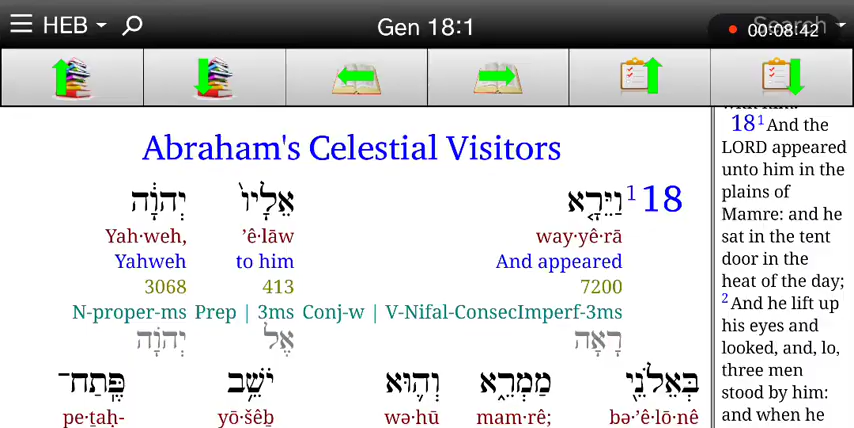 HEB
Gen 18:1
Search
00:08:42
Abraham's Celestial Visitors
18 1 וַיֵּרָ֤א אֵלָיו֙ יְהוָ֔ה
way·yê·rā ’ê·lāw Yah·weh,
And appeared to him Yahweh
7200 413 3068
Conj-w | V-Nifal-ConsecImperf-3ms Prep | 3ms N-proper-ms
רָאָה אֶל יְהוָֹה
בְּאֵלֹנֵ֖י מַמְרֵ֑א וְה֛וּא יֹשֵׁ֥ב פֶּֽתַח־
bə·’ê·lō·nê mam·rê; wə·hū yō·šêḇ pe·ṯaḥ-
with him.
18 1 And the
LORD appeared
unto him in the
plains of
Mamre: and he
sat in the tent
door in the
heat of the day;
2 And he lift up
his eyes and
looked, and, lo,
three men
stood by him:
and when he